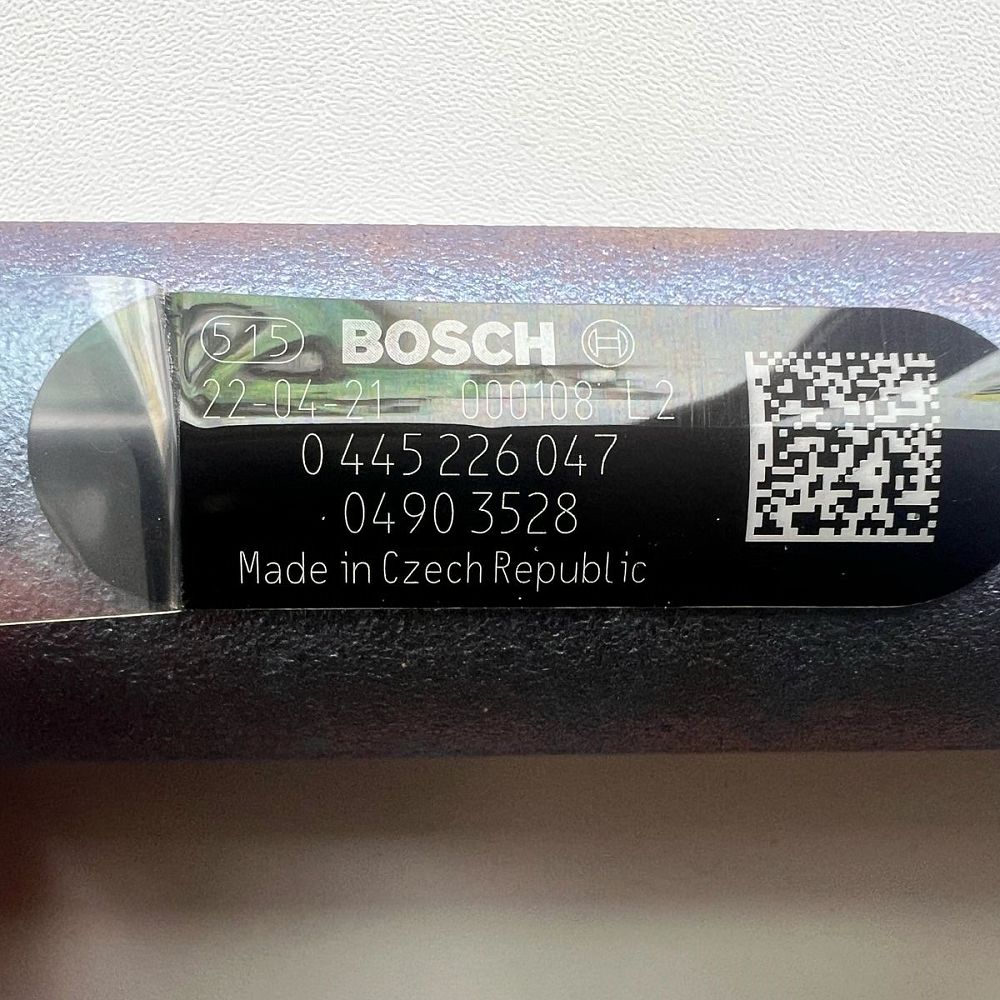 515 BOSCH
22-04-21 000108 L2
0 445 226 047
0490 3528
Made in Czech Republic